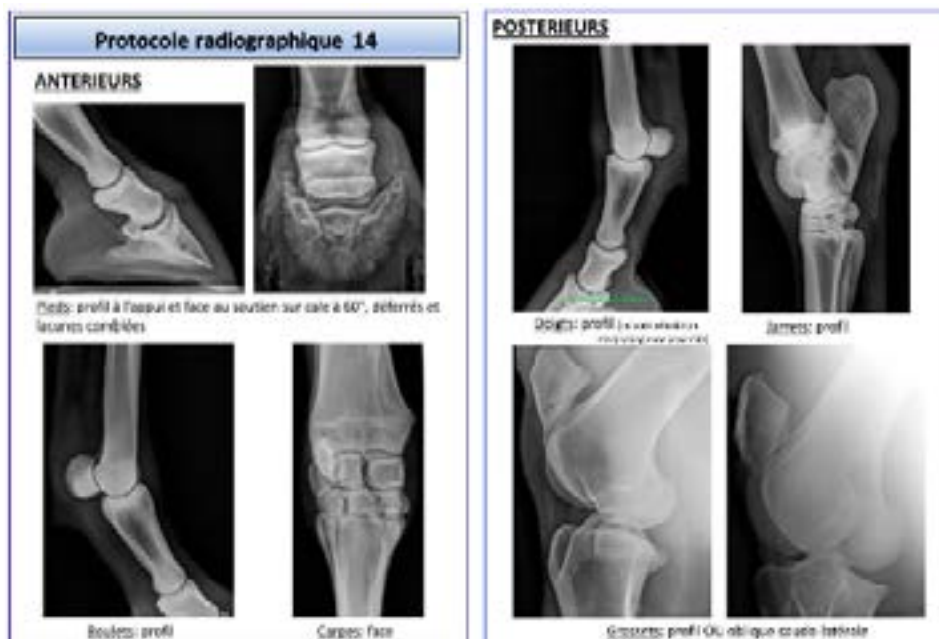 Protocole radiographique 14
ANTERIEURS
Pieds: profil à l'appui et face au soutien sur cale à 60°, déferrés et
lacunes comblées
Boulets: profil
Carpes: face
POSTERIEURS
Doigts: profil
Jarrets: profil
Grassets: profil OU oblique caudo-latérale